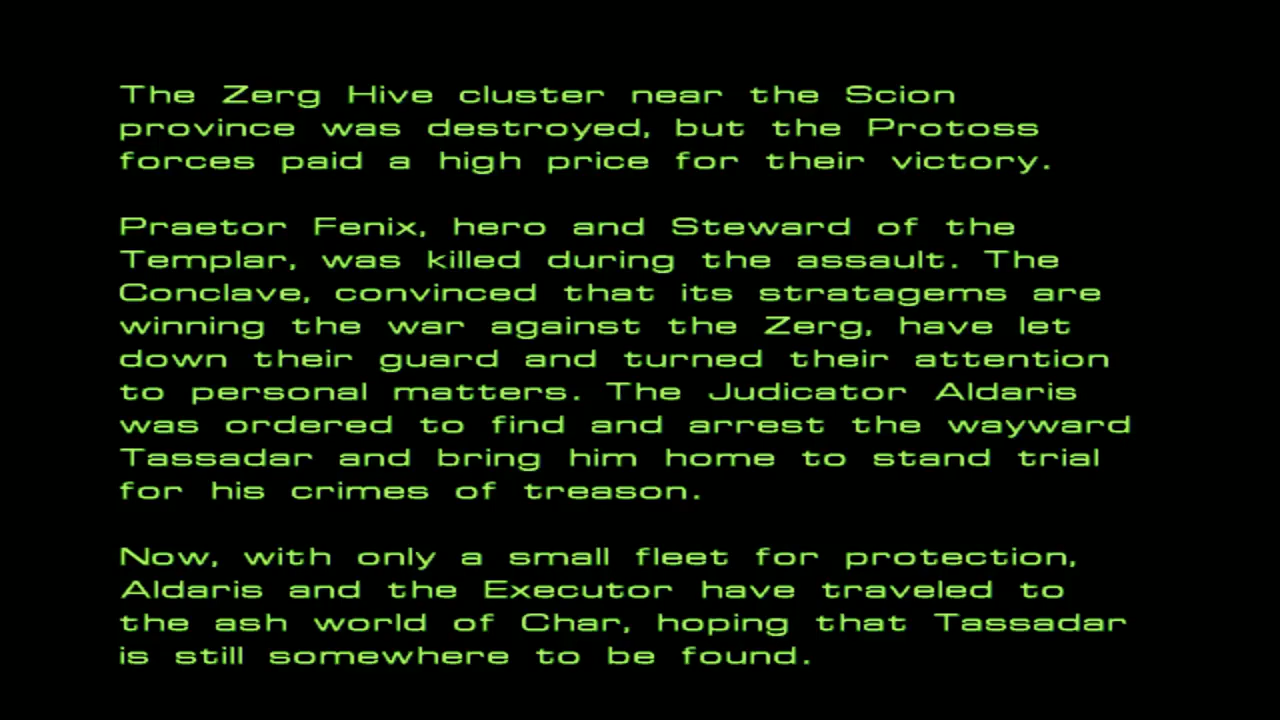 The Zerg Hive cluster near the Scion
province was destroyed, but the Protoss
forces paid a high price for their victory.
Praetor Fenix, hero and Steward of the
Templar, was killed during the assault. The
Conclave, convinced that its stratagems are
winning the war against the Zerg, have let
down their guard and turned their attention
to personal matters. The Judicator Aldaris
was ordered to find and arrest the wayward
Tassadar and bring him home to stand trial
for his crimes of treason.
Now, with only a small fleet for protection,
Aldaris and the Executor have traveled to
the ash world of Char, hoping that Tassadar
is still somewhere to be found.